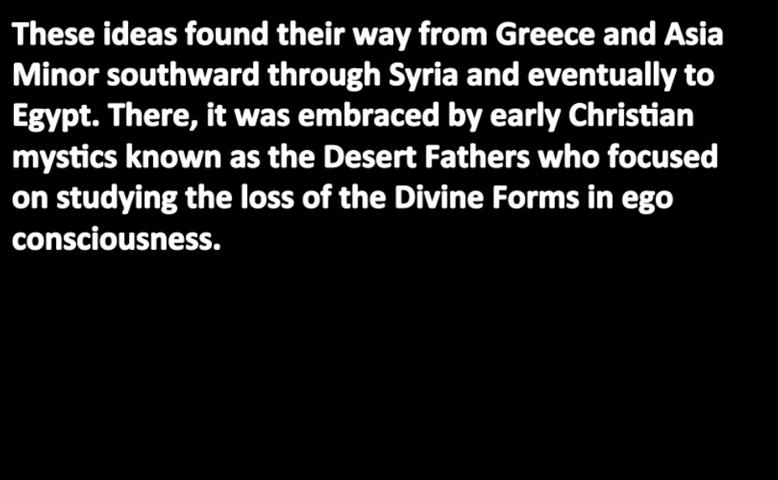 These ideas found their way from Greece and Asia
Minor southward through Syria and eventually to
Egypt. There, it was embraced by early Christian
mystics known as the Desert Fathers who focused
on studying the loss of the Divine Forms in ego
consciousness.